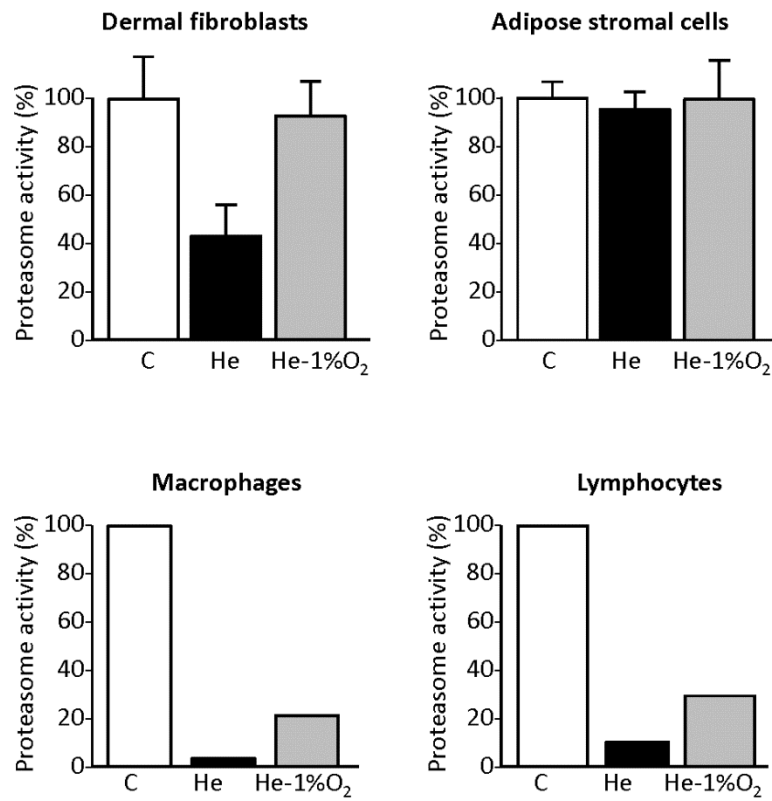 Dermal fibroblasts
Proteasome activity (%)
100
80
60
40
20
0
C He He-1%O₂
Adipose stromal cells
Proteasome activity (%)
100
80
60
40
20
0
C He He-1%O₂
Macrophages
Proteasome activity (%)
100
80
60
40
20
0
C He He-1%O₂
Lymphocytes
Proteasome activity (%)
100
80
60
40
20
0
C He He-1%O₂